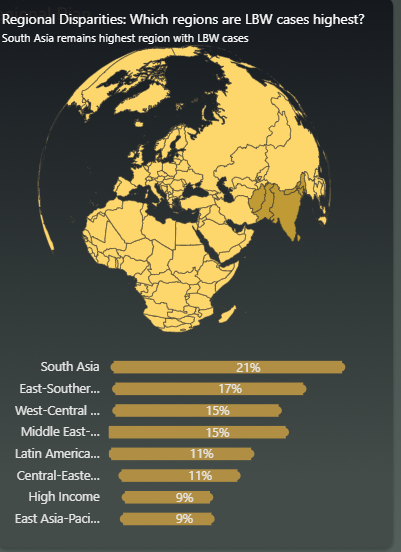 Regional Disparities: Which regions are LBW cases highest?
South Asia remains highest region with LBW cases
South Asia 21%
East-Souther... 17%
West-Central ... 15%
Middle East-... 15%
Latin America... 11%
Central-Easte... 11%
High Income 9%
East Asia-Paci... 9%